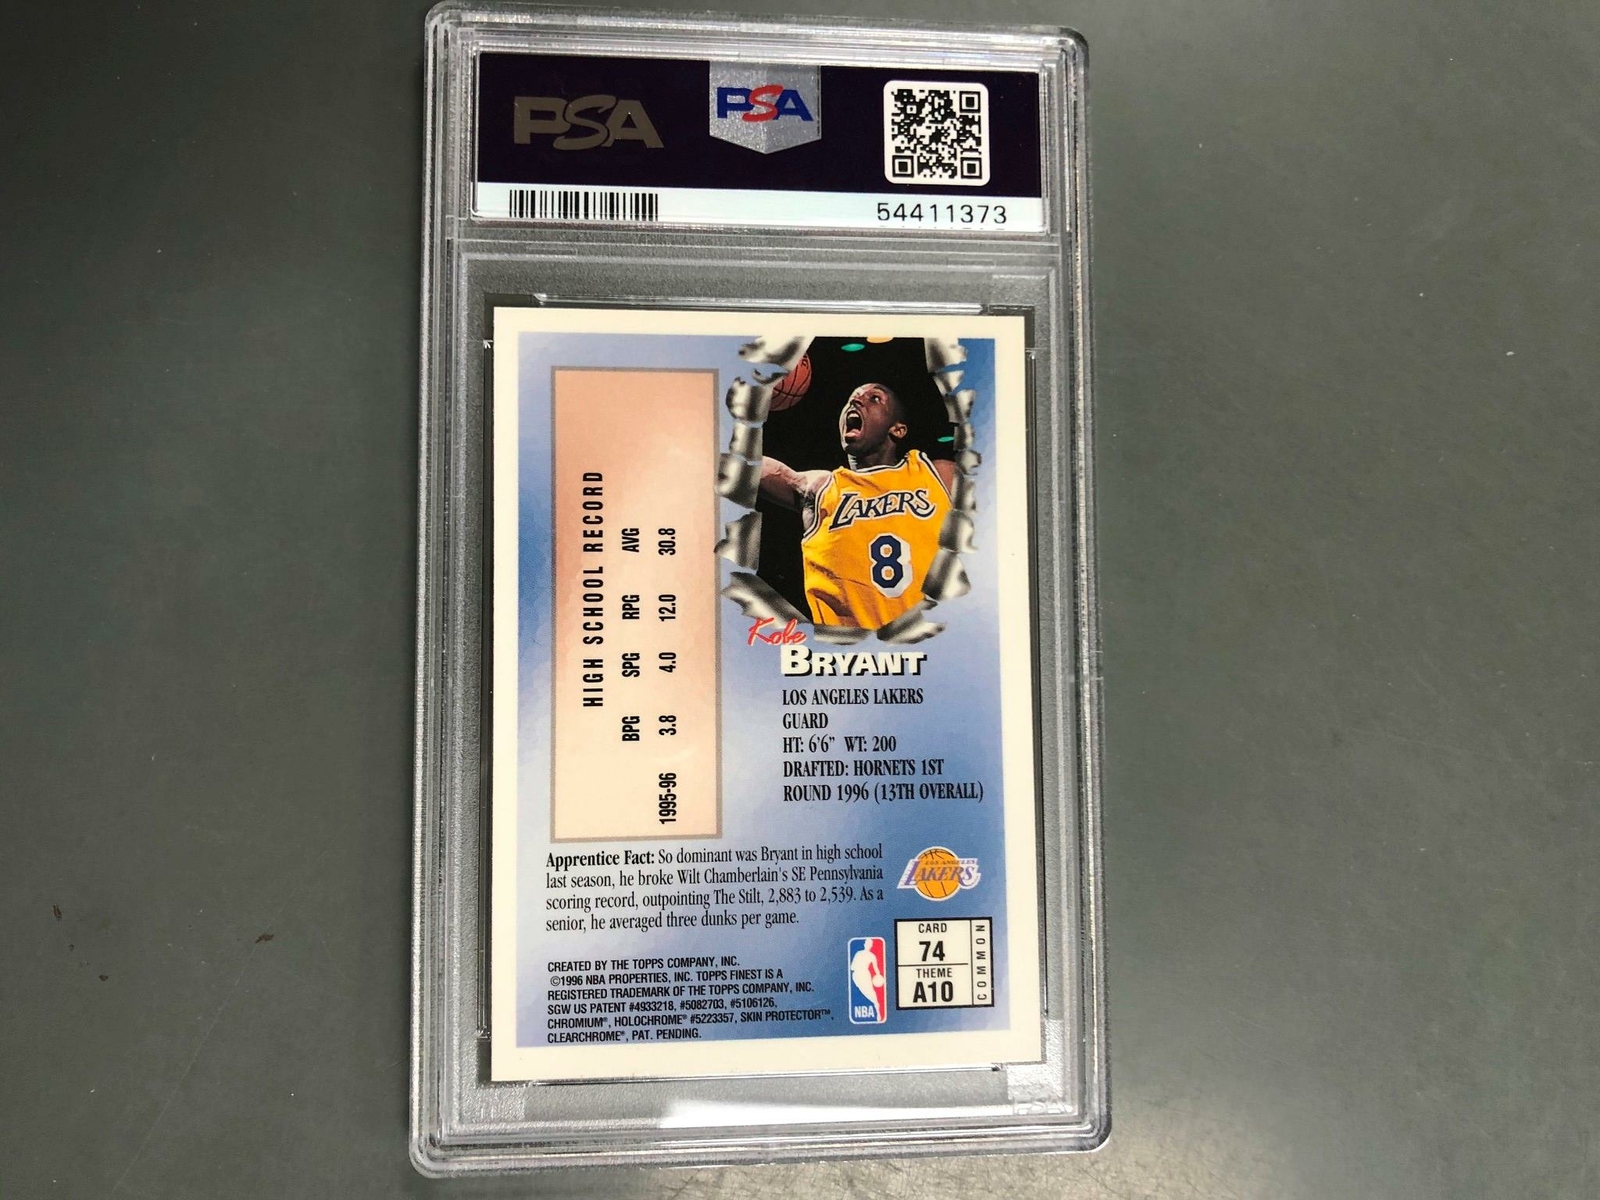 PSA
PSA
54411373
HIGH SCHOOL RECORD
BPG SPG RPG AVG
1995-96 3.8 4.0 12.0 30.8
LAKERS
8
Kobe
BRYANT
LOS ANGELES LAKERS
GUARD
HT: 6'6" WT: 200
DRAFTED: HORNETS 1ST
ROUND 1996 (13TH OVERALL)
Apprentice Fact: So dominant was Bryant in high school
last season, he broke Wilt Chamberlain's SE Pennsylvania
scoring record, outpointing The Stilt, 2,883 to 2,539. As a
senior, he averaged three dunks per game.
LOS ANGELES
LAKERS
CREATED BY THE TOPPS COMPANY, INC.
©1996 NBA PROPERTIES, INC. TOPPS FINEST IS A
REGISTERED TRADEMARK OF THE TOPPS COMPANY, INC.
SGW US PATENT #4933218, #5082703, #5106126,
CHROMIUM®, HOLOCHROME® #5223357, SKIN PROTECTOR™,
CLEARCHROME®, PAT. PENDING.
NBA
CARD
74
THEME
A10
COMMON